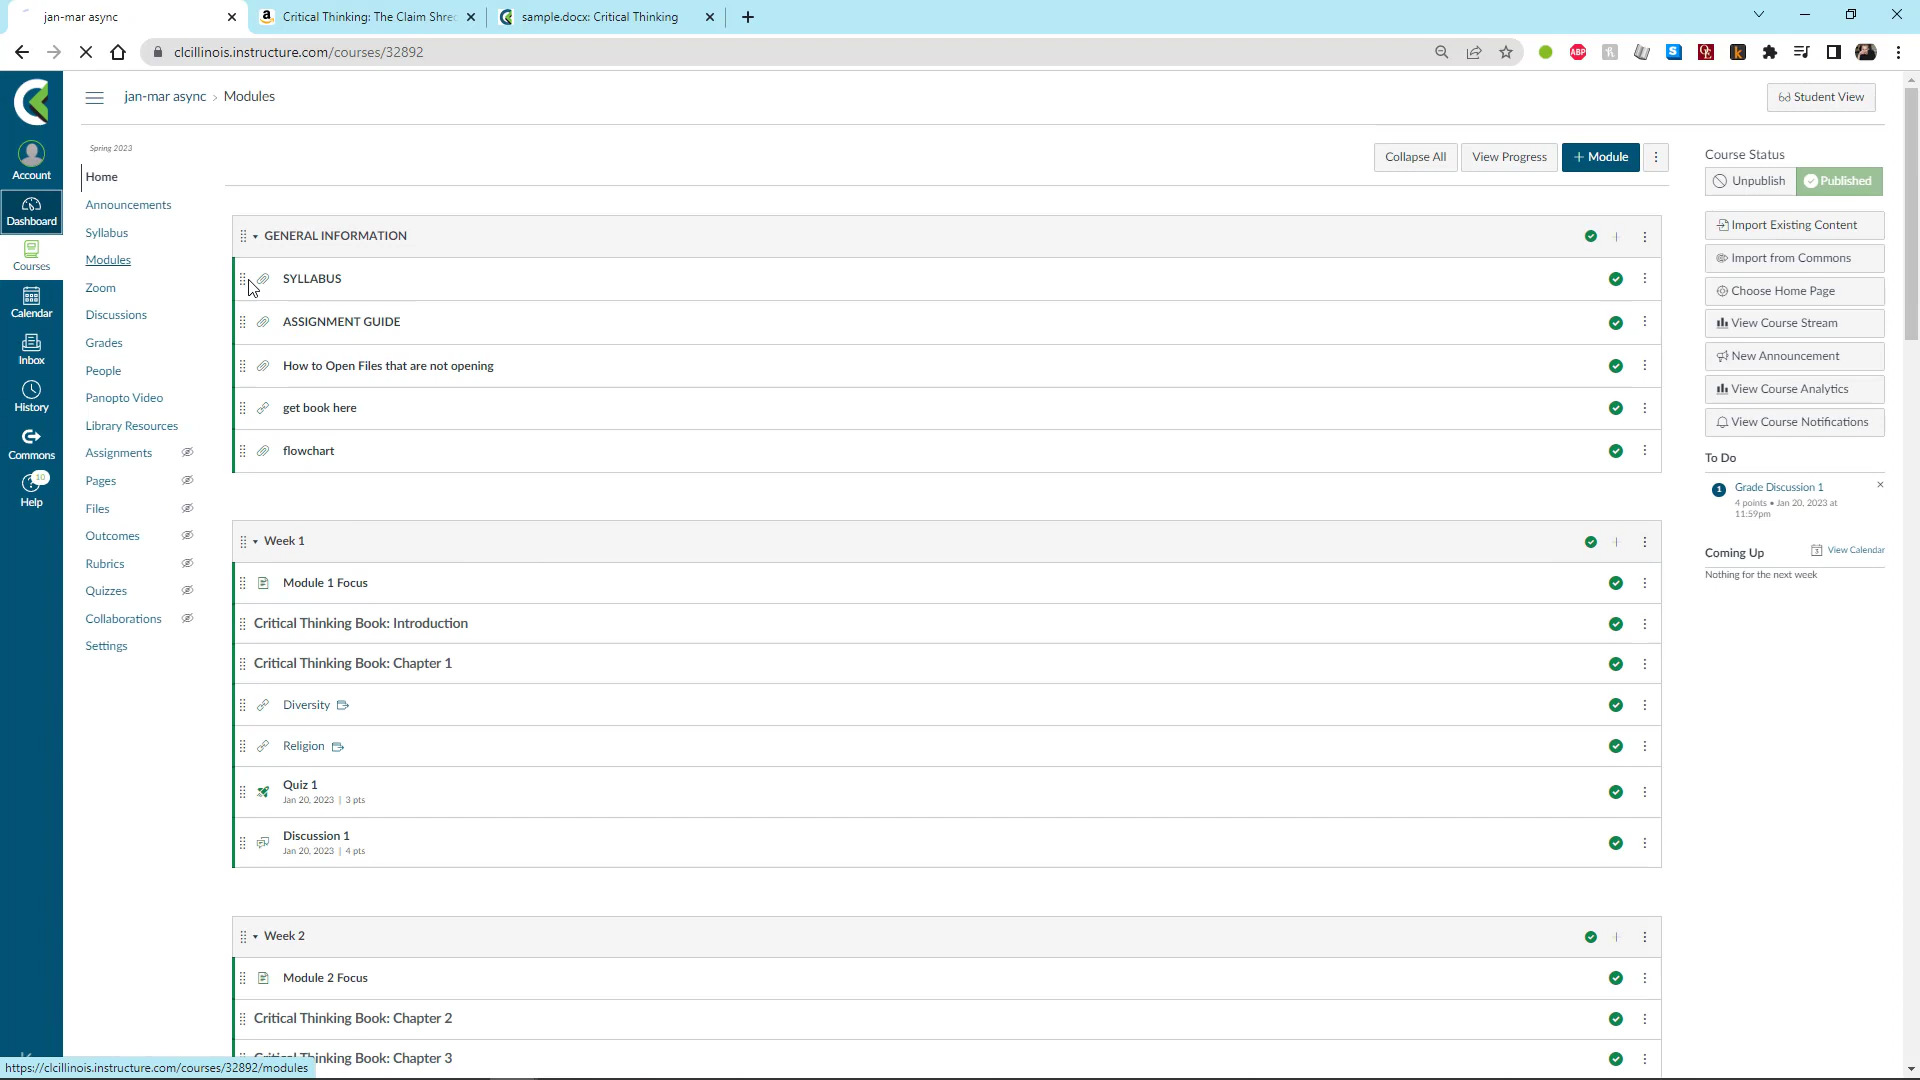 jan-mar async
Critical Thinking: The Claim Shre
sample.docx: Critical Thinking
clcillinois.instructure.com/courses/32892
ABP
jan-mar async › Modules
Student View
Account
Dashboard
Courses
Calendar
Inbox
History
Commons
10
Help
Spring 2023
Home
Announcements
Syllabus
Modules
Zoom
Discussions
Grades
People
Panopto Video
Library Resources
Assignments
Pages
Files
Outcomes
Rubrics
Quizzes
Collaborations
Settings
Collapse All
View Progress
+ Module
GENERAL INFORMATION
SYLLABUS
ASSIGNMENT GUIDE
How to Open Files that are not opening
get book here
flowchart
Week 1
Module 1 Focus
Critical Thinking Book: Introduction
Critical Thinking Book: Chapter 1
Diversity
Religion
Quiz 1
Jan 20, 2023 | 3 pts
Discussion 1
Jan 20, 2023 | 4 pts
Week 2
Module 2 Focus
Critical Thinking Book: Chapter 2
inking Book: Chapter 3
Course Status
Unpublish
Published
Import Existing Content
Import from Commons
Choose Home Page
View Course Stream
New Announcement
View Course Analytics
View Course Notifications
To Do
1
Grade Discussion 1
4 points • Jan 20, 2023 at
11:59pm
Coming Up
View Calendar
Nothing for the next week
https://clcillinois.instructure.com/courses/32892/modules